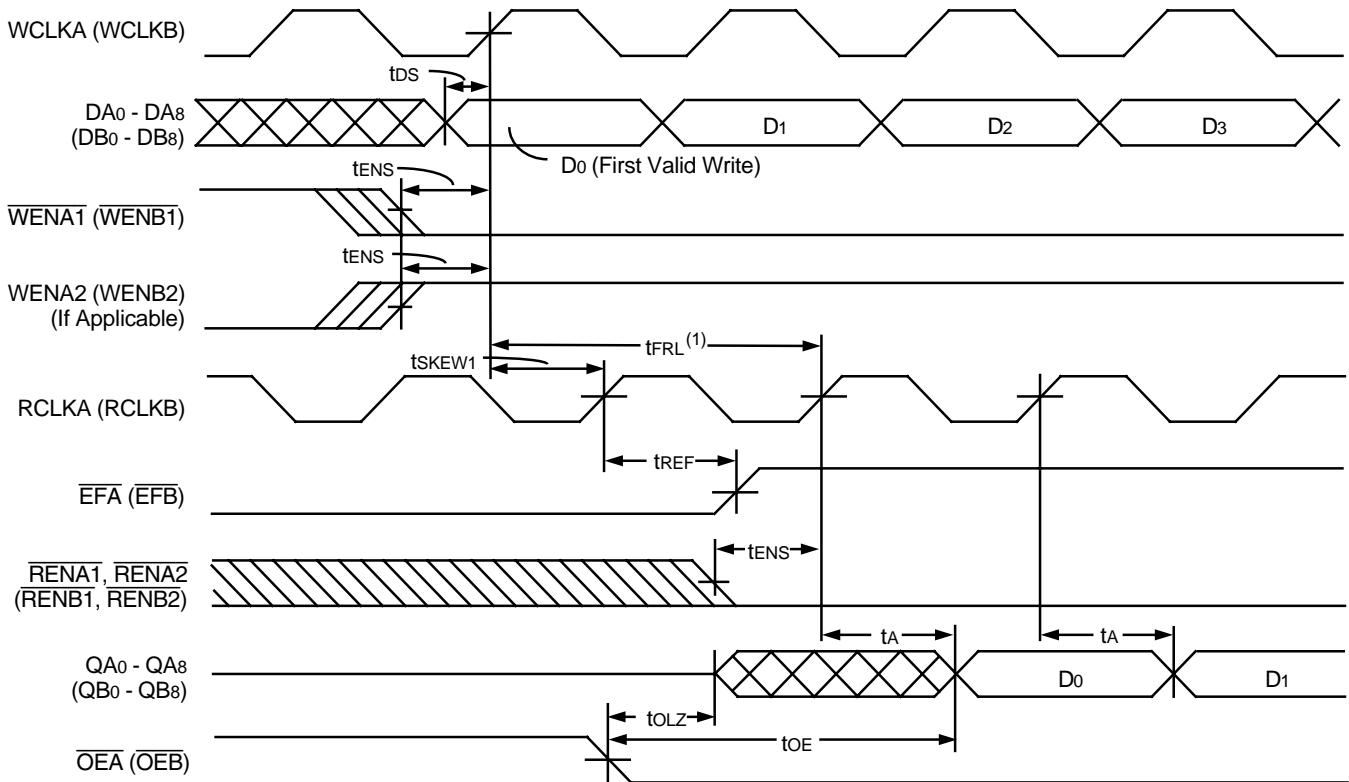 WCLKA (WCLKB)
tDS
DA0 - DA8
(DB0 - DB8)
D1
D2
D3
D0 (First Valid Write)
tENS
WENA1 (WENB1)
tENS
WENA2 (WENB2)
(If Applicable)
tFRL(1)
tSKEW1
RCLKA (RCLKB)
tREF
EFA (EFB)
tENS
RENA1, RENA2
(RENB1, RENB2)
tA
tA
QA0 - QA8
(QB0 - QB8)
D0
D1
tOLZ
tOE
OEA (OEB)